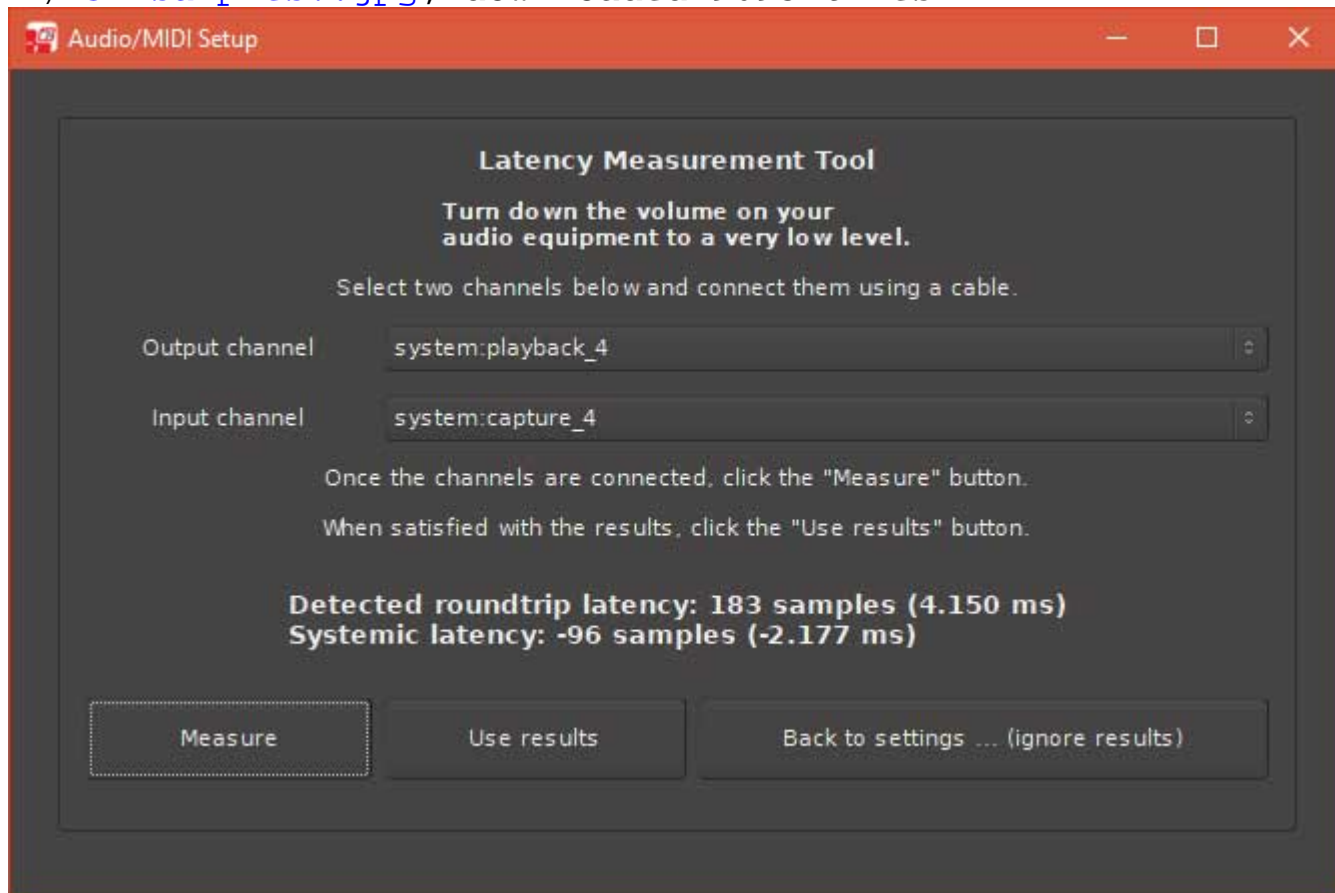 Audio/MIDI Setup
Latency Measurement Tool
Turn down the volume on your
audio equipment to a very low level.
Select two channels below and connect them using a cable.
Output channel system:playback_4
Input channel system:capture_4
Once the channels are connected, click the "Measure" button.
When satisfied with the results, click the "Use results" button.
Detected roundtrip latency: 183 samples (4.150 ms)
Systemic latency: -96 samples (-2.177 ms)
Measure Use results Back to settings ... (ignore results)